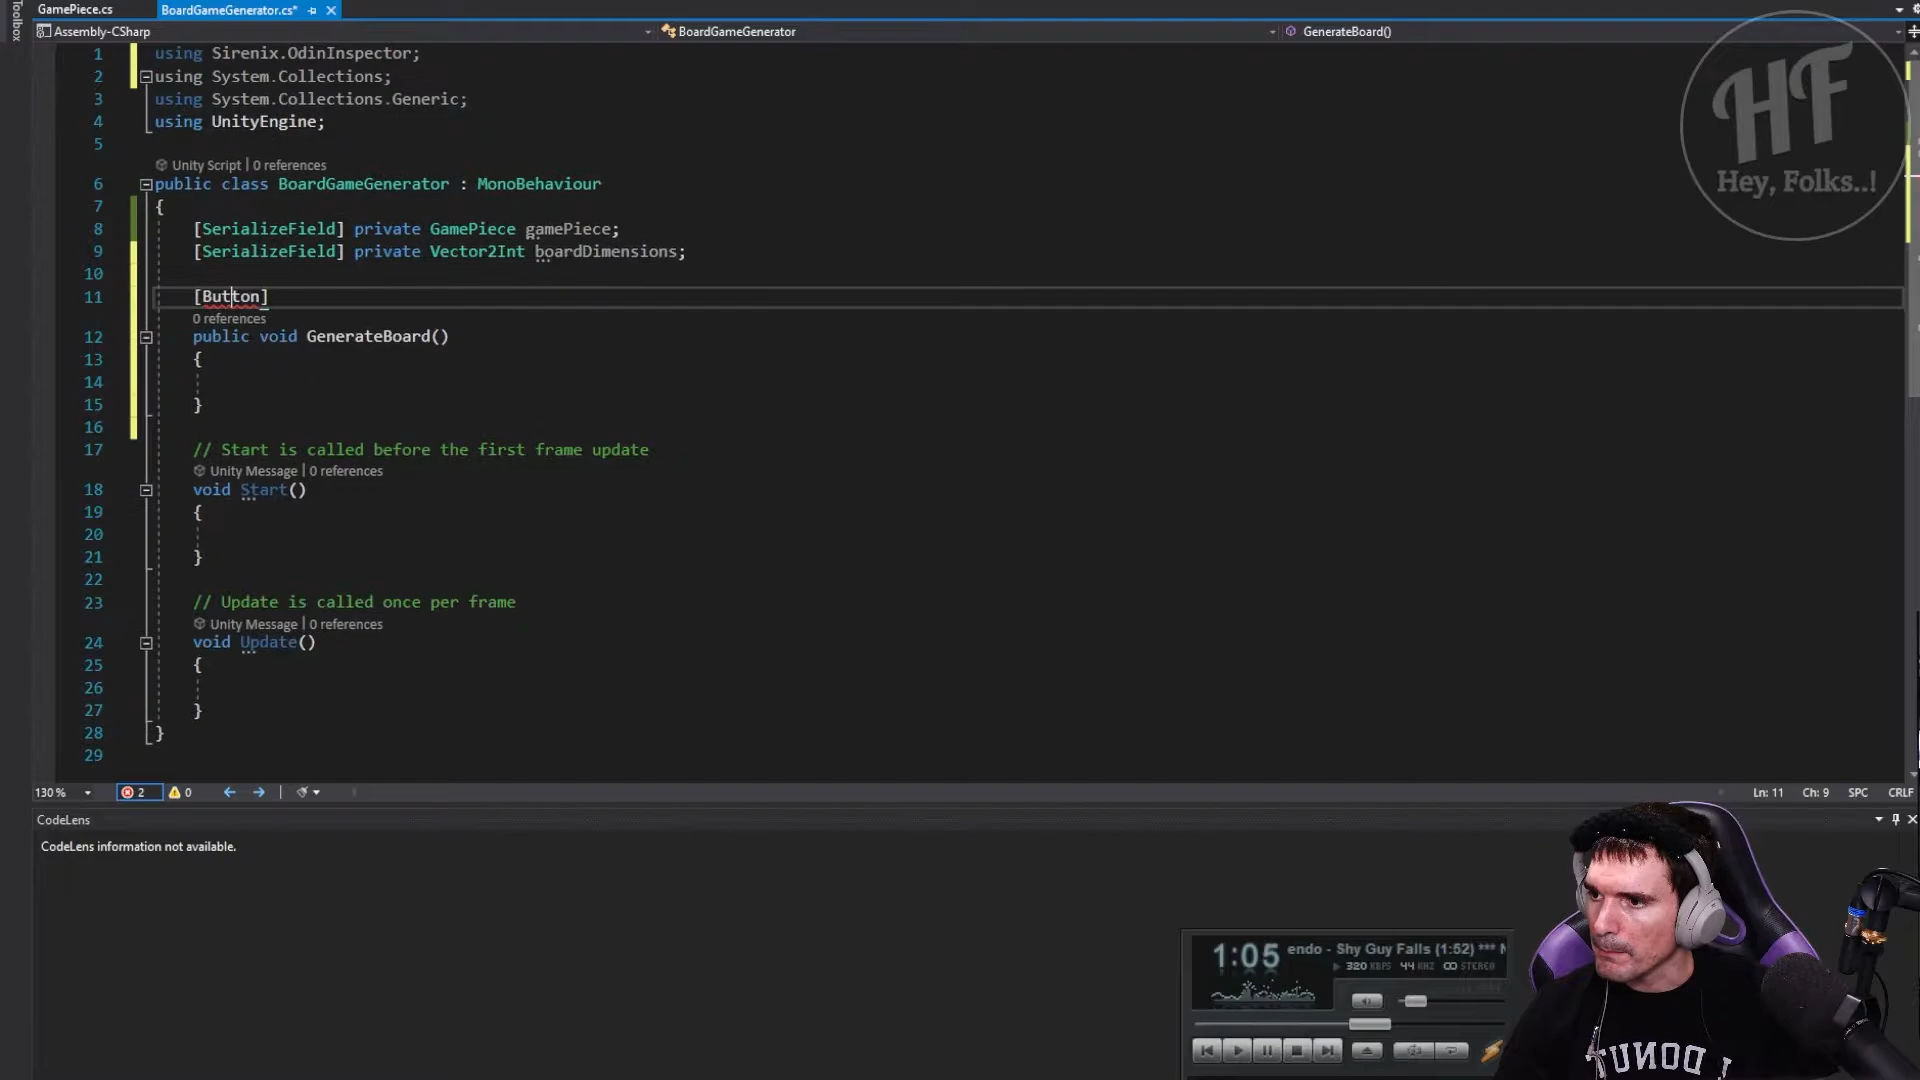 Toolbox
GamePiece.cs
BoardGameGenerator.cs*
Assembly-CSharp
BoardGameGenerator
GenerateBoard()
1 using Sirenix.OdinInspector;
2 using System.Collections;
3 using System.Collections.Generic;
4 using UnityEngine;
5
Unity Script | 0 references
6 public class BoardGameGenerator : MonoBehaviour
7 {
8 [SerializeField] private GamePiece gamePiece;
9 [SerializeField] private Vector2Int boardDimensions;
10
11 [Button]
0 references
12 public void GenerateBoard()
13 {
14
15 }
16
17 // Start is called before the first frame update
Unity Message | 0 references
18 void Start()
19 {
20
21 }
22
23 // Update is called once per frame
Unity Message | 0 references
24 void Update()
25 {
26
27 }
28 }
29
HF
Hey, Folks..!
130 %
2
0
Ln: 11
Ch: 9
SPC
CRLF
CodeLens
CodeLens information not available.
1:05
endo - Shy Guy Falls (1:52) ***
320 KBPS 44 KHZ STEREO
DONUT